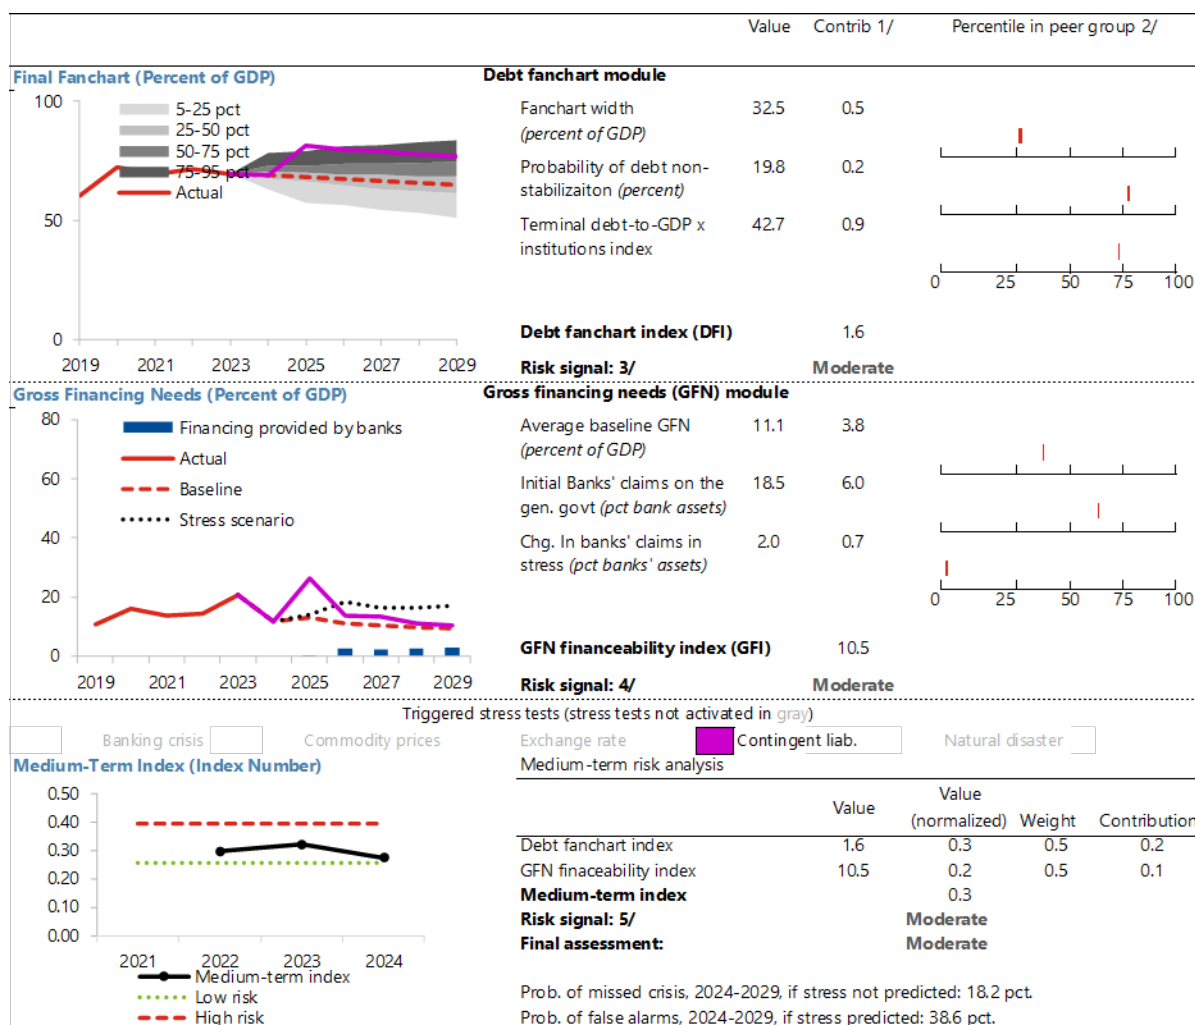 Value Contrib 1/ Percentile in peer group 2/
Final Fanchart (Percent of GDP)
100
50
0
5-25 pct
25-50 pct
50-75 pct
75-95 pct
Actual
2019 2021 2023 2025 2027 2029
Debt fanchart module
Fanchart width 32.5 0.5
(percent of GDP)
Probability of debt non- 19.8 0.2
stabilizaiton (percent)
Terminal debt-to-GDP x 42.7 0.9
institutions index
0 25 50 75 100
Debt fanchart index (DFI) 1.6
Risk signal: 3/ Moderate
Gross Financing Needs (Percent of GDP)
80
60
40
20
0
Financing provided by banks
Actual
Baseline
Stress scenario
2019 2021 2023 2025 2027 2029
Gross financing needs (GFN) module
Average baseline GFN 11.1 3.8
(percent of GDP)
Initial Banks' claims on the 18.5 6.0
gen. govt (pct bank assets)
Chg. In banks' claims in 2.0 0.7
stress (pct banks' assets)
0 25 50 75 100
GFN financeability index (GFI) 10.5
Risk signal: 4/ Moderate
Triggered stress tests (stress tests not activated in gray)
Banking crisis Commodity prices Exchange rate Contingent liab. Natural disaster
Medium-Term Index (Index Number)
0.50
0.40
0.30
0.20
0.10
0.00
2021 2022 2023 2024
Medium-term index
Low risk
High risk
Medium-term risk analysis
Value Value (normalized) Weight Contribution
Debt fanchart index 1.6 0.3 0.5 0.2
GFN finaceability index 10.5 0.2 0.5 0.1
Medium-term index 0.3
Risk signal: 5/ Moderate
Final assessment: Moderate
Prob. of missed crisis, 2024-2029, if stress not predicted: 18.2 pct.
Prob. of false alarms, 2024-2029, if stress predicted: 38.6 pct.